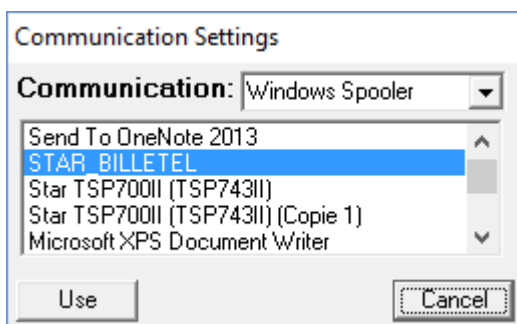 Communication Settings
Communication: Windows Spooler
Send To OneNote 2013
STAR_BILLETEL
Star TSP700II (TSP743II)
Star TSP700II (TSP743II) (Copie 1)
Microsoft XPS Document Writer
Use Cancel